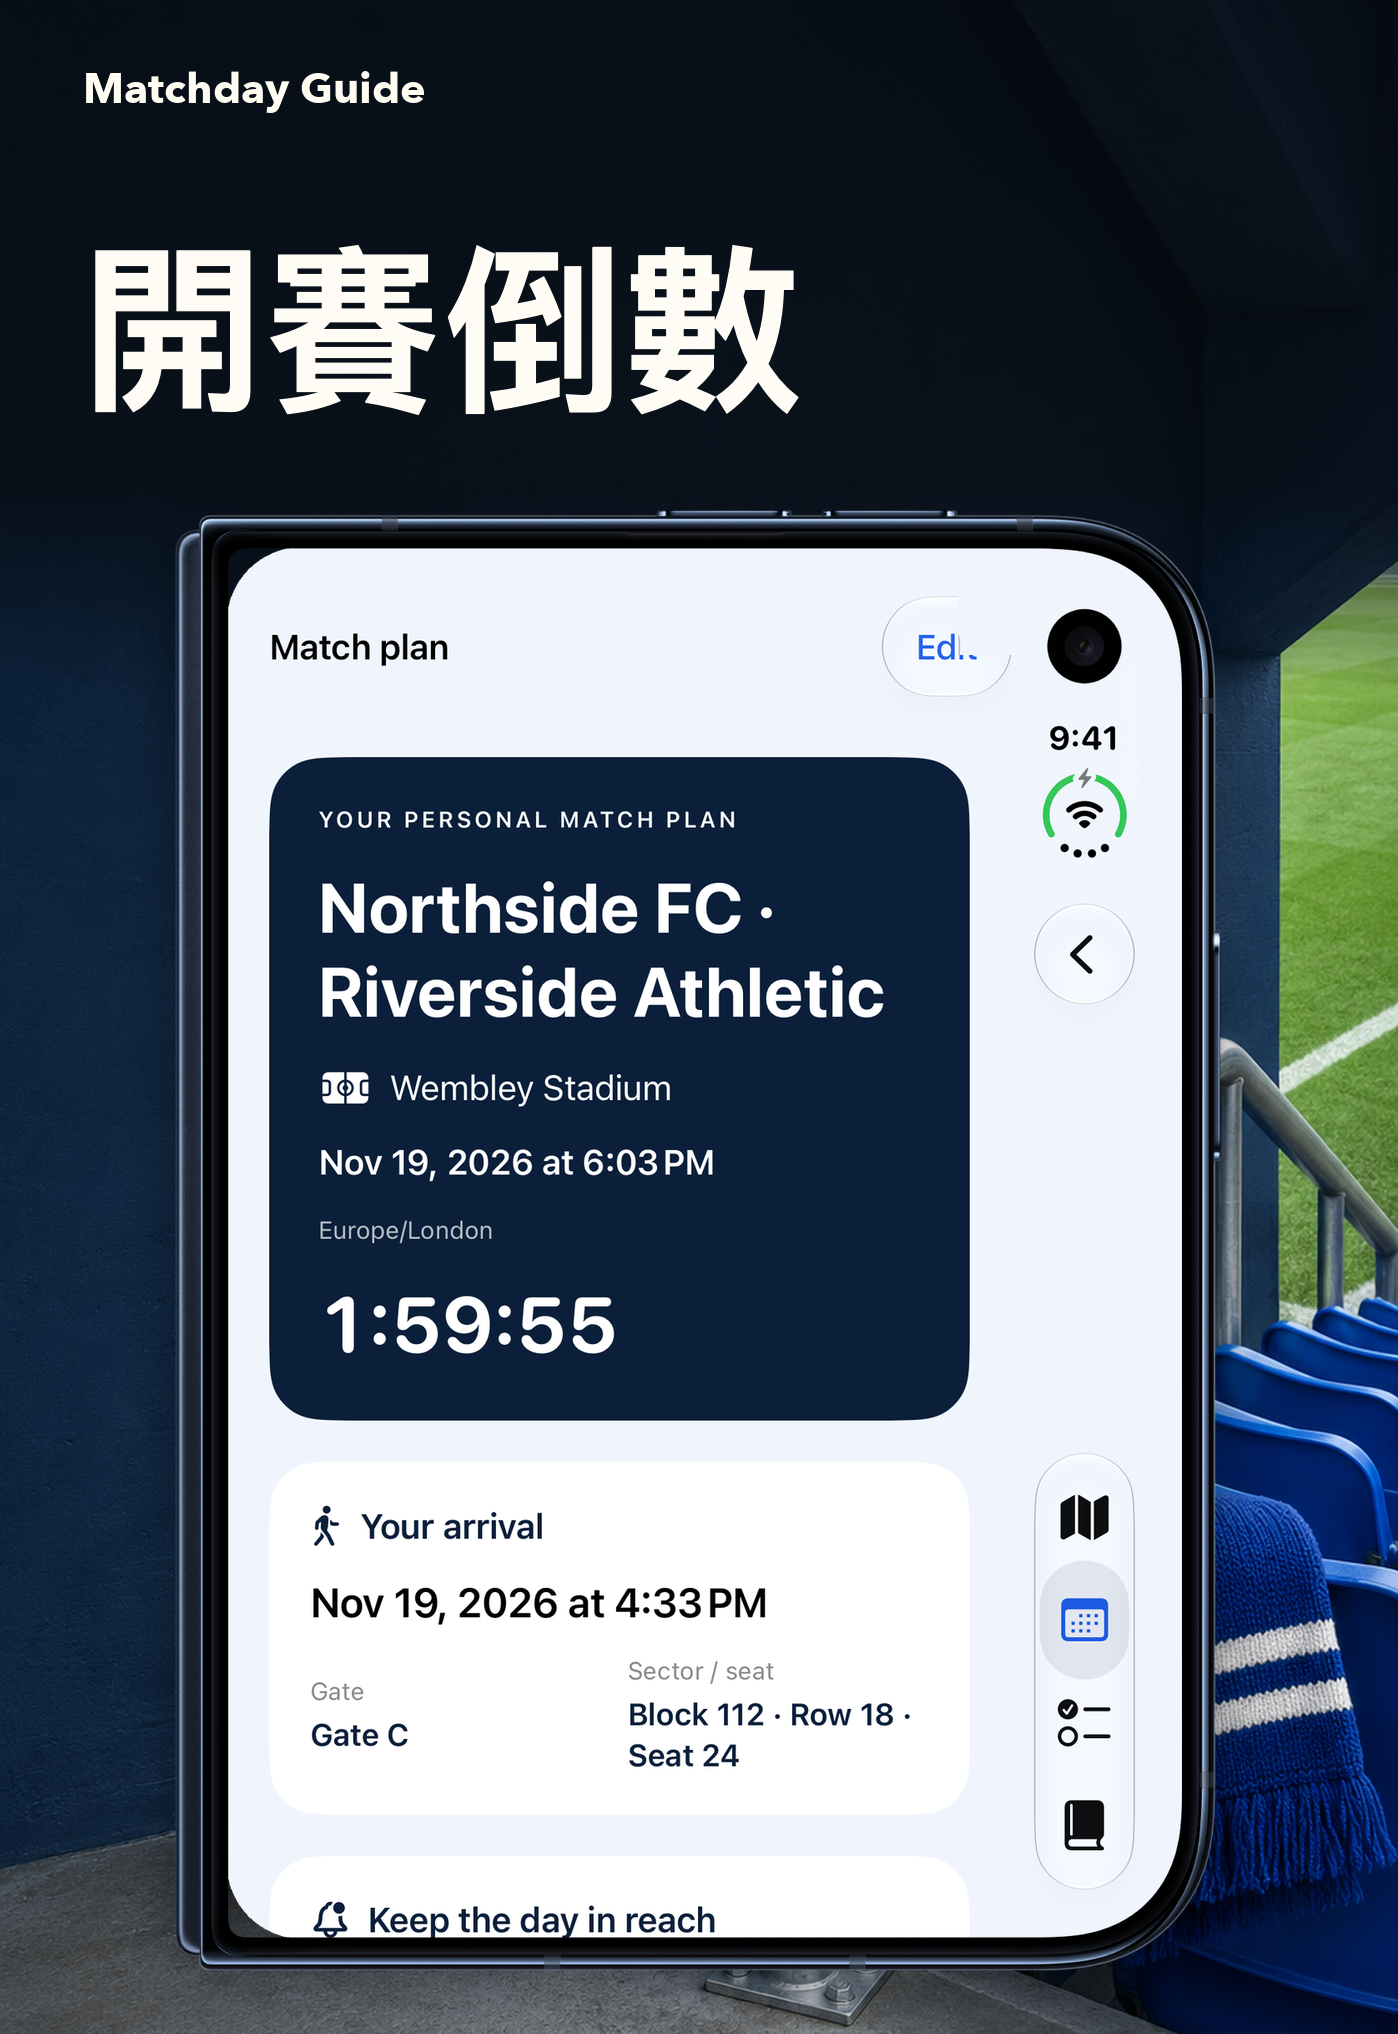 Matchday Guide
開賽倒數
Match plan
9:41
YOUR PERSONAL MATCH PLAN
Northside FC ·
Riverside Athletic
Wembley Stadium
Nov 19, 2026 at 6:03 PM
Europe/London
1:59:55
Your arrival
Nov 19, 2026 at 4:33 PM
Gate
Gate C
Sector / seat
Block 112 · Row 18 ·
Seat 24
Keep the day in reach